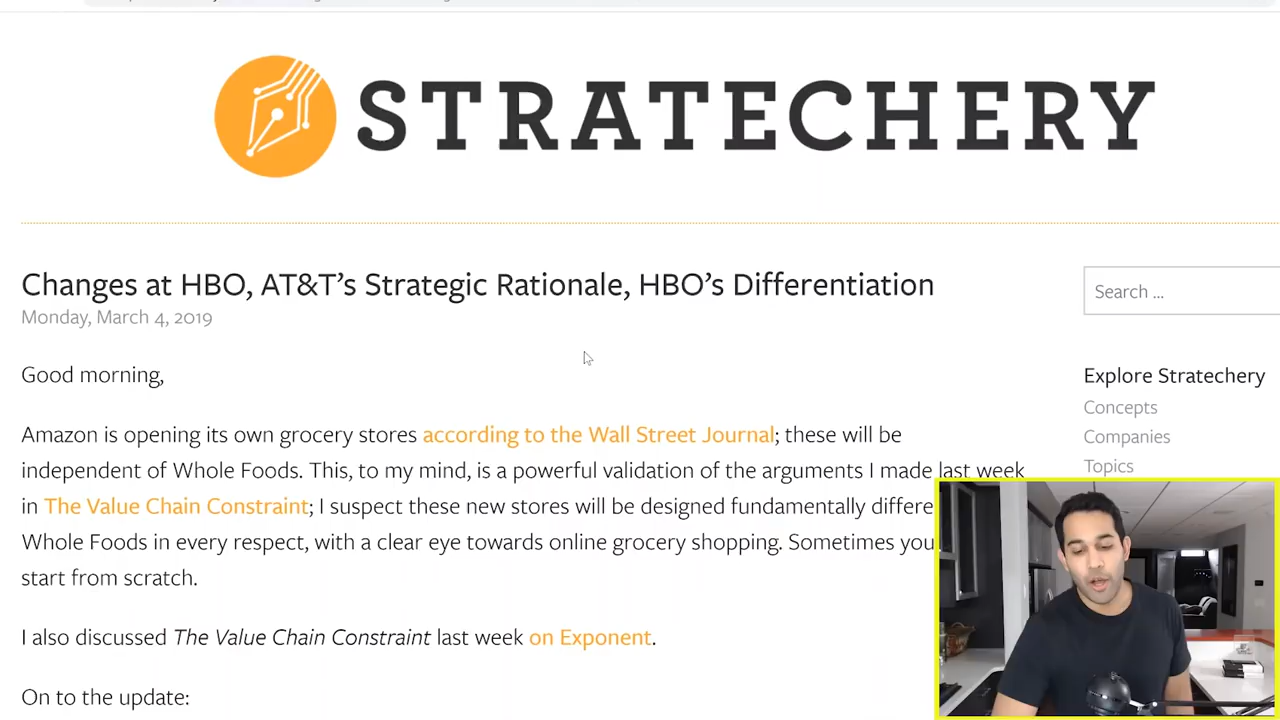 STRATECHERY
Changes at HBO, AT&T’s Strategic Rationale, HBO’s Differentiation
Monday, March 4, 2019
Search ...
Good morning,
Explore Stratechery
Concepts
Companies
Topics
Amazon is opening its own grocery stores according to the Wall Street Journal; these will be
independent of Whole Foods. This, to my mind, is a powerful validation of the arguments I made last week
in The Value Chain Constraint; I suspect these new stores will be designed fundamentally
Whole Foods in every respect, with a clear eye towards online grocery shopping. Sometimes you
start from scratch.
I also discussed The Value Chain Constraint last week on Exponent.
On to the update: